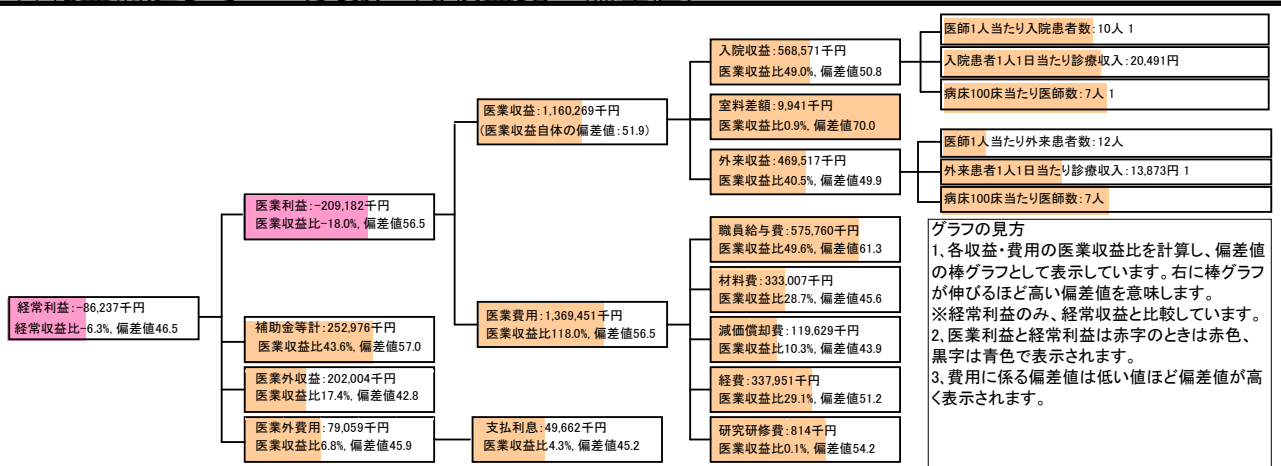 経常利益:-86,237千円
経常収益比-6.3%, 偏差値46.5
医業利益:-209,182千円
医業収益比-18.0%, 偏差値56.5
補助金等計:252,976千円
医業収益比43.6%, 偏差値57.0
医業外収益:202,004千円
医業収益比17.4%, 偏差値42.8
医業外費用:79,059千円
医業収益比6.8%, 偏差値45.9
医業収益:1,160,269千円
(医業収益自体の偏差値:51.9)
医業費用:1,369,451千円
医業収益比118.0%, 偏差値56.5
支払利息:49,662千円
医業収益比4.3%, 偏差値45.2
入院収益:568,571千円
医業収益比49.0%, 偏差値50.8
室料差額:9,941千円
医業収益比0.9%, 偏差値70.0
外来収益:469,517千円
医業収益比40.5%, 偏差値49.9
職員給与費:575,760千円
医業収益比49.6%, 偏差値61.3
材料費:333,007千円
医業収益比28.7%, 偏差値45.6
減価償却費:119,629千円
医業収益比10.3%, 偏差値43.9
経費:337,951千円
医業収益比29.1%, 偏差値51.2
研究研修費:814千円
医業収益比0.1%, 偏差値54.2
医師1人当たり入院患者数:10人 1
入院患者1人1日当たり診療収入:20,491円
病床100床当たり医師数:7人 1
医師1人当たり外来患者数:12人
外来患者1人1日当たり診療収入:13,873円 1
病床100床当たり医師数:7人
グラフの見方
1、各収益・費用の医業収益比を計算し、偏差値
の棒グラフとして表示しています。右に棒グラフ
が伸びるほど高い偏差値を意味します。
※経常利益のみ、経常収益と比較しています。
2、医業利益と経常利益は赤字のときは赤色、
黒字は青色で表示されます。
3、費用に係る偏差値は低い値ほど偏差値が高
く表示されます。